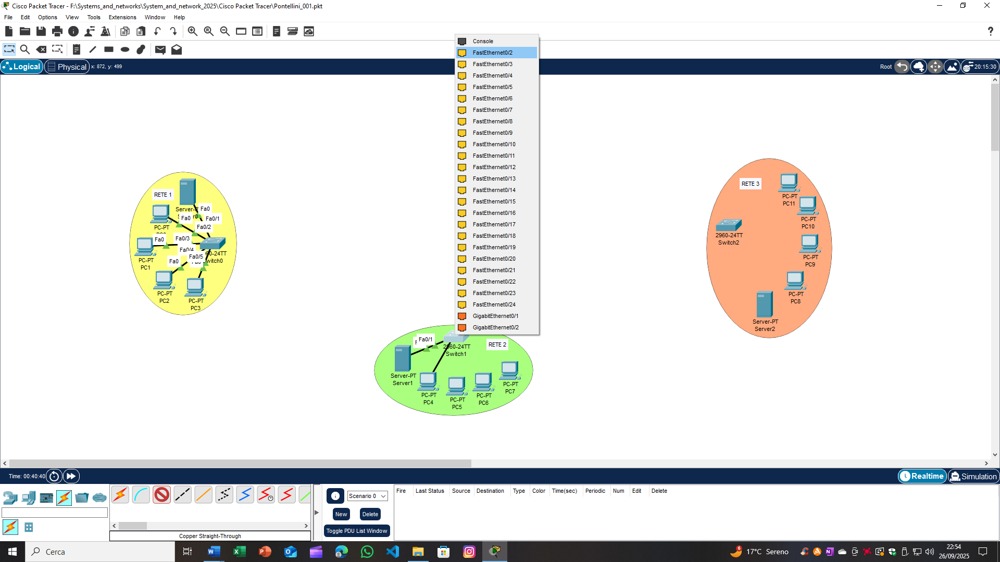 Cisco Packet Tracer - F:\Systems_and_networks\System_and_network_2025\Cisco Packet Tracer\Pontellini_001.pkt
File Edit Options View Tools Extensions Window Help
Logical Physical x: 872, y: 499
Root 20:15:30
Console
FastEthernet0/2
FastEthernet0/3
FastEthernet0/4
FastEthernet0/5
FastEthernet0/6
FastEthernet0/7
FastEthernet0/8
FastEthernet0/9
FastEthernet0/10
FastEthernet0/11
FastEthernet0/12
FastEthernet0/13
FastEthernet0/14
FastEthernet0/15
FastEthernet0/16
FastEthernet0/17
FastEthernet0/18
FastEthernet0/19
FastEthernet0/20
FastEthernet0/21
FastEthernet0/22
FastEthernet0/23
FastEthernet0/24
GigabitEthernet0/1
GigabitEthernet0/2
RETE 1
Fa0
Fa0 Fa0/1
PC-PT Fa0/2
Fa0 Fa0/3
Fa0/4
Fa0/5
Fa0
PC-PT
PC1
PC-PT
PC2
PC-PT
PC3
RETE 2
Fa0/1
2960-24TT
Switch1
Server-PT
Server1
PC-PT
PC4
PC-PT
PC5
PC-PT
PC6
PC-PT
PC7
RETE 3
PC-PT
PC11
PC-PT
PC10
2960-24TT
Switch2
PC-PT
PC9
PC-PT
PC8
Server-PT
Server2
Time: 00:40:40
Realtime Simulation
Scenario 0
New Delete
Toggle PDU List Window
Fire Last Status Source Destination Type Color Time(sec) Periodic Num Edit Delete
Copper Straight-Through
Cerca
6
17°C Sereno
22:54
26/09/2025